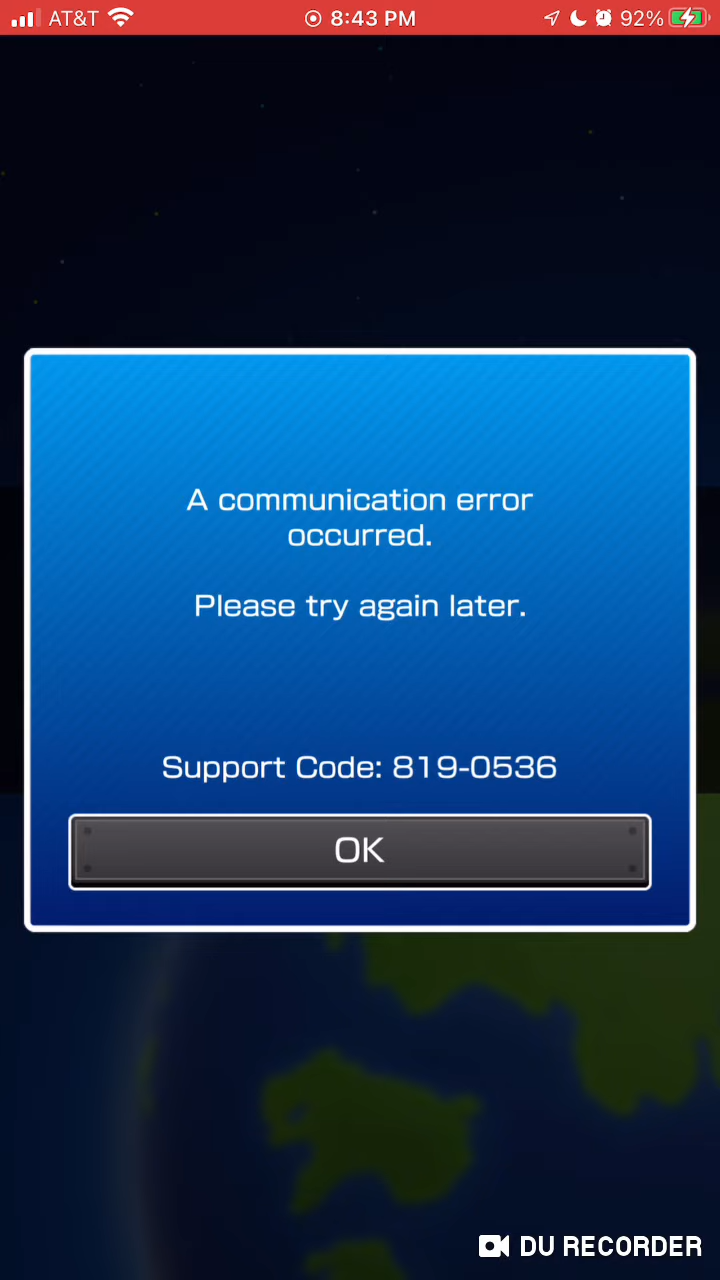 AT&T 8:43 PM 92%
A communication error
occurred.
Please try again later.
Support Code: 819-0536
OK
DU RECORDER